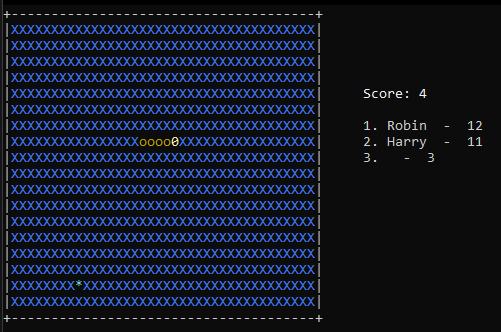 +--------------------------------------+
|XXXXXXXXXXXXXXXXXXXXXXXXXXXXXXXXXXXXXX|
|XXXXXXXXXXXXXXXXXXXXXXXXXXXXXXXXXXXXXX|
|XXXXXXXXXXXXXXXXXXXXXXXXXXXXXXXXXXXXXX|
|XXXXXXXXXXXXXXXXXXXXXXXXXXXXXXXXXXXXXX|
|XXXXXXXXXXXXXXXXXXXXXXXXXXXXXXXXXXXXXX|     Score: 4
|XXXXXXXXXXXXXXXXXXXXXXXXXXXXXXXXXXXXXX|
|XXXXXXXXXXXXXXXXXXXXXXXXXXXXXXXXXXXXXX|     1. Robin  -  12
|XXXXXXXXXXXXXXXXoooo0XXXXXXXXXXXXXXXXX|     2. Harry  -  11
|XXXXXXXXXXXXXXXXXXXXXXXXXXXXXXXXXXXXXX|     3.   -  3
|XXXXXXXXXXXXXXXXXXXXXXXXXXXXXXXXXXXXXX|
|XXXXXXXXXXXXXXXXXXXXXXXXXXXXXXXXXXXXXX|
|XXXXXXXXXXXXXXXXXXXXXXXXXXXXXXXXXXXXXX|
|XXXXXXXXXXXXXXXXXXXXXXXXXXXXXXXXXXXXXX|
|XXXXXXXXXXXXXXXXXXXXXXXXXXXXXXXXXXXXXX|
|XXXXXXXXXXXXXXXXXXXXXXXXXXXXXXXXXXXXXX|
|XXXXXXXXXXXXXXXXXXXXXXXXXXXXXXXXXXXXXX|
|XXXXXXXX*XXXXXXXXXXXXXXXXXXXXXXXXXXXXX|
|XXXXXXXXXXXXXXXXXXXXXXXXXXXXXXXXXXXXXX|
+--------------------------------------+